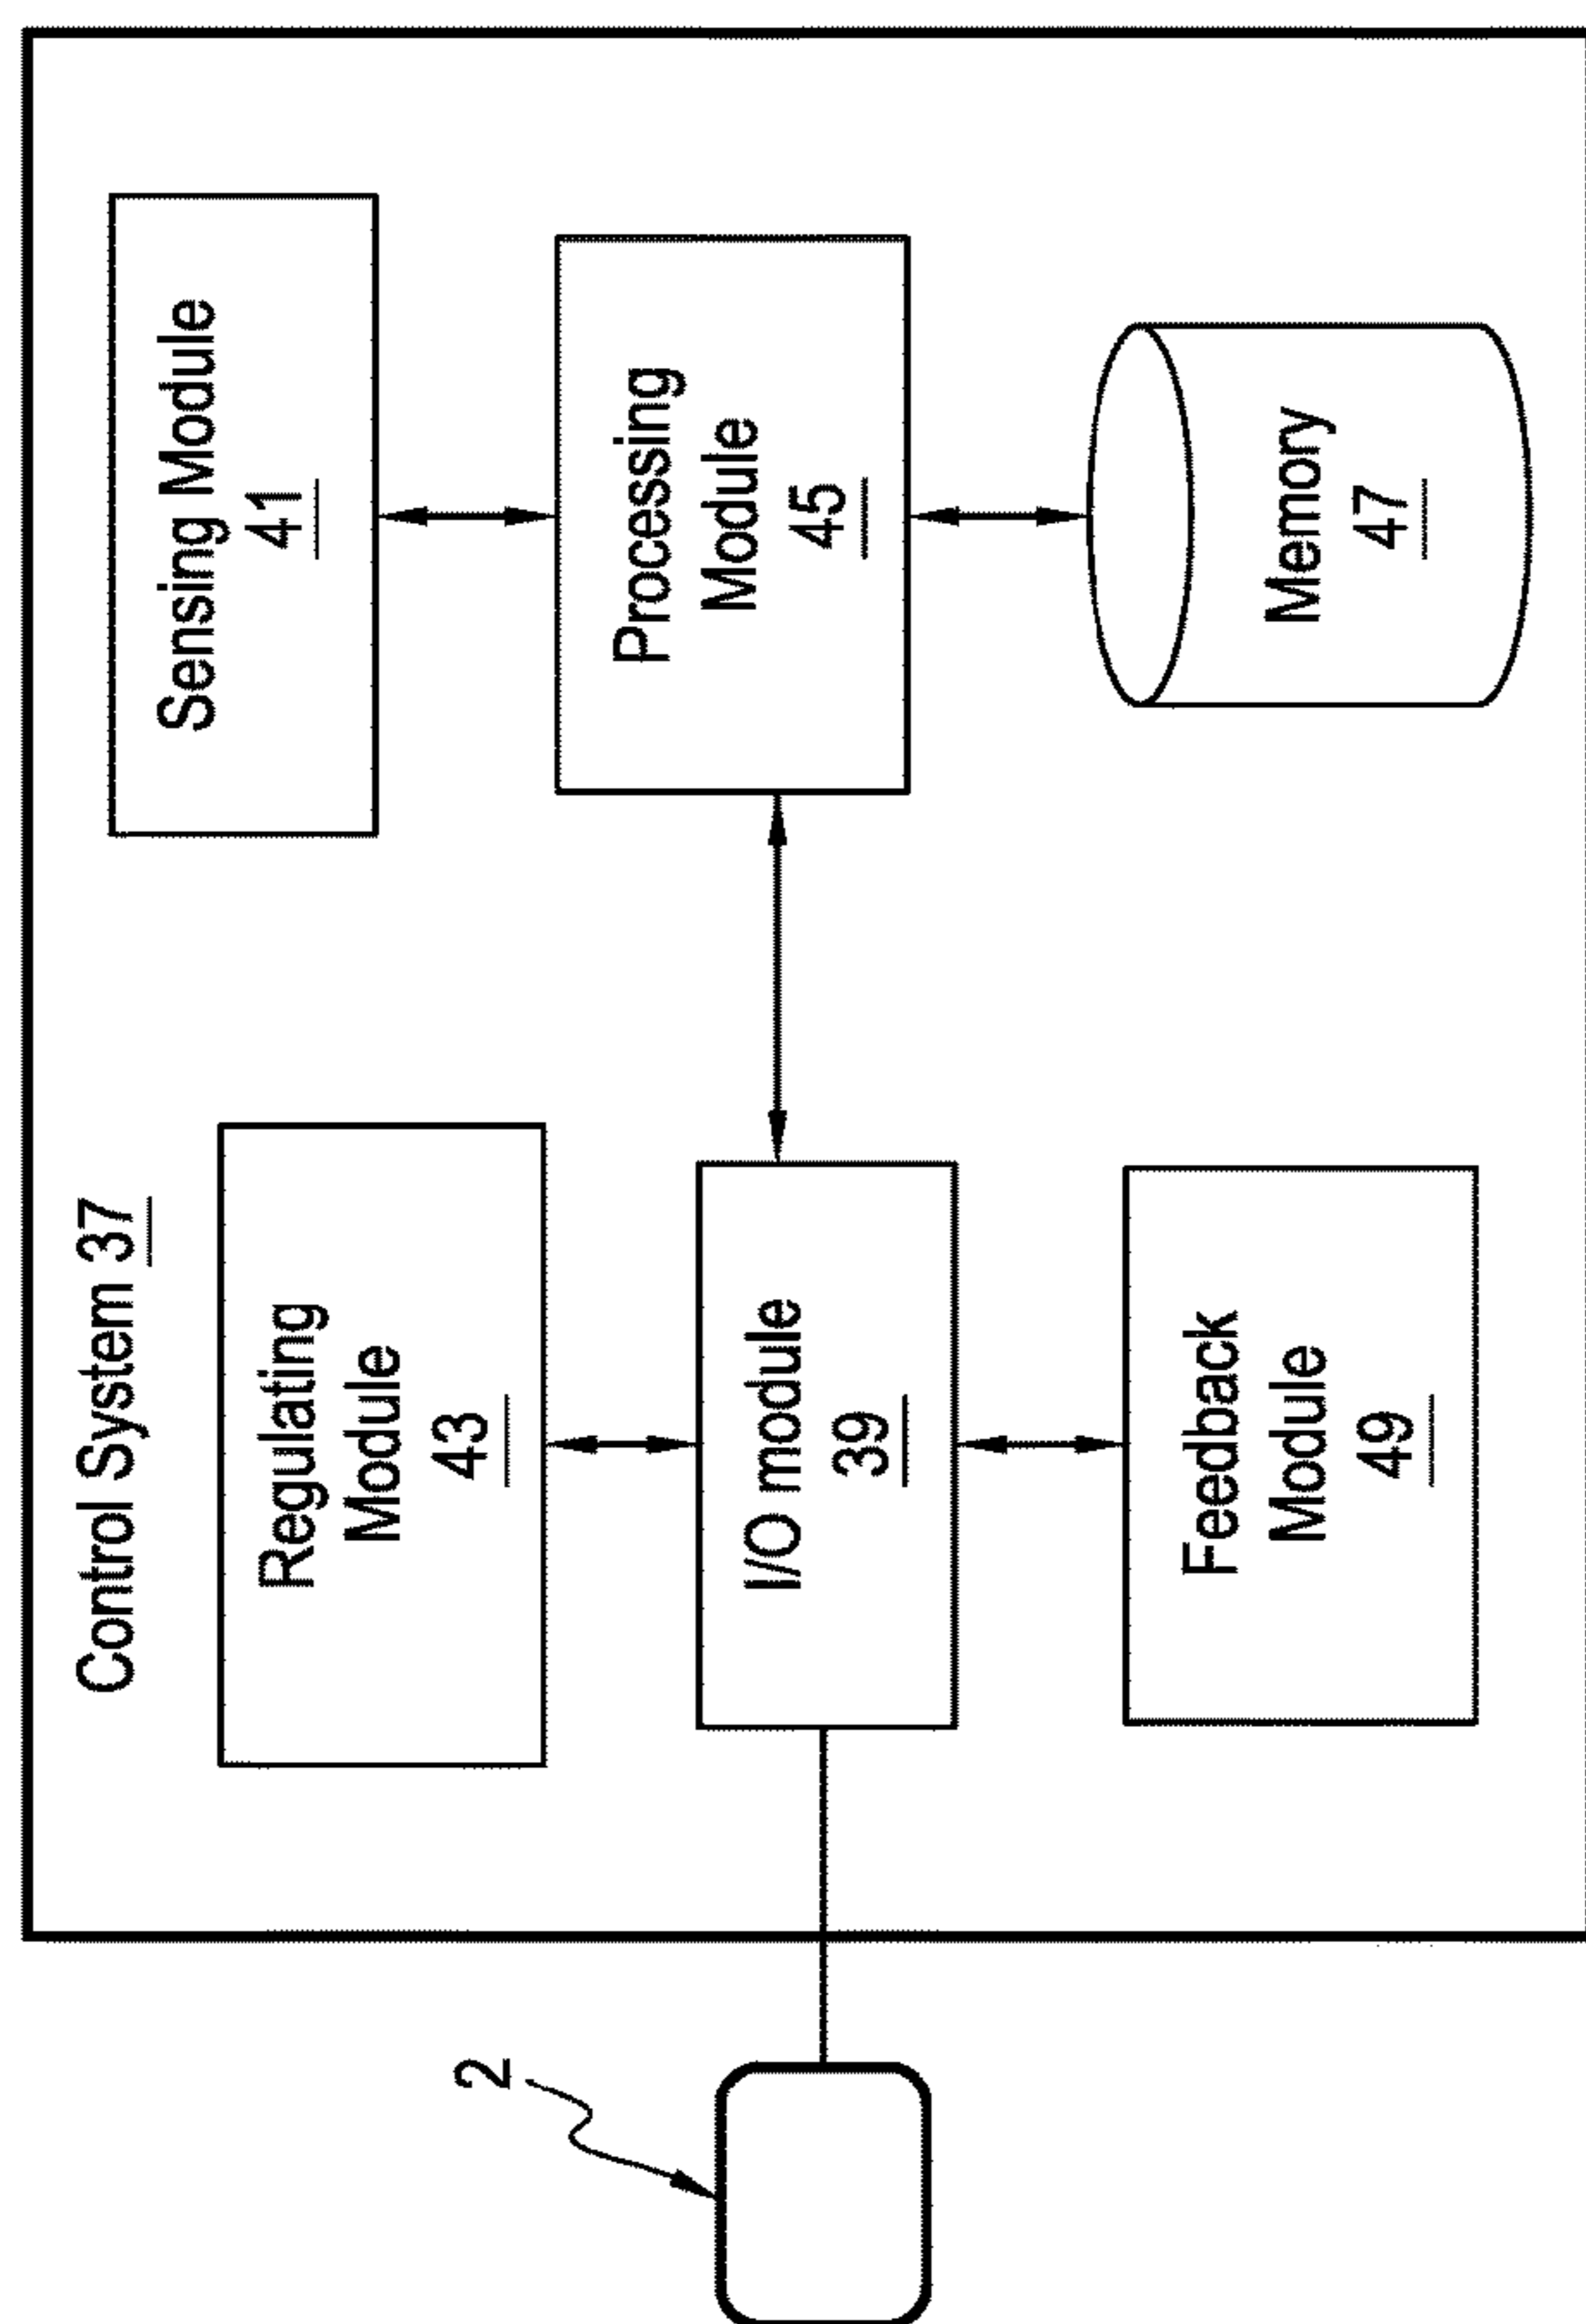 Control System 37
Regulating
Module
43
Sensing Module
41
2
I/O module
39
Processing
Module
45
Feedback
Module
49
Memory
47